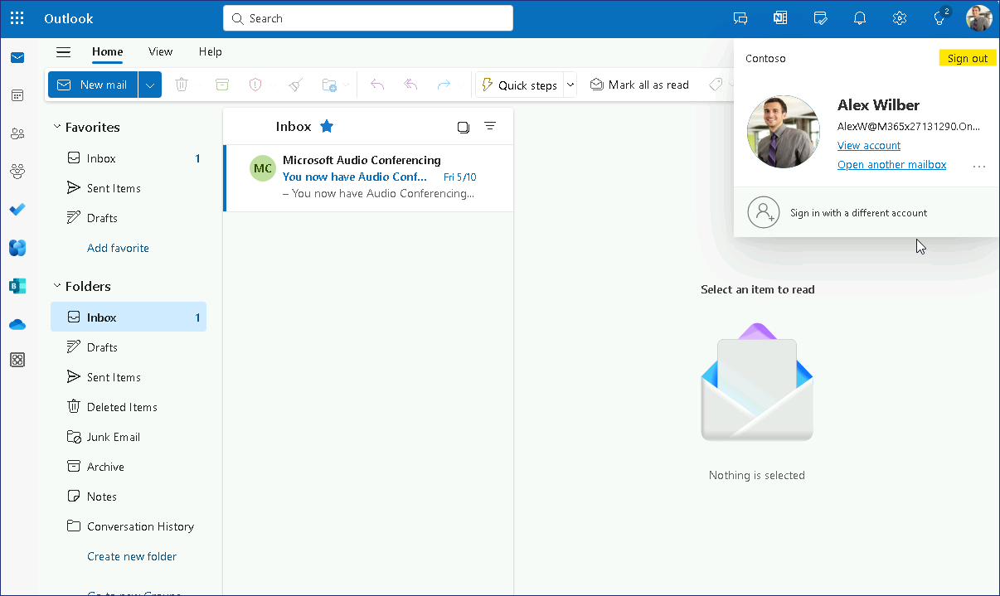 Outlook
Search
2
Home View Help
New mail
Quick steps
Mark all as read
Contoso
Sign out
Alex Wilber
AlexW@M365x27131290.On...
View account
Open another mailbox
Sign in with a different account
Favorites
Inbox 1
Sent Items
Drafts
Add favorite
Folders
Inbox 1
Drafts
Sent Items
Deleted Items
Junk Email
Archive
Notes
Conversation History
Create new folder
Go to new Groups
Inbox
MC
Microsoft Audio Conferencing
You now have Audio Conf... Fri 5/10
– You now have Audio Conferencing...
Select an item to read
Nothing is selected